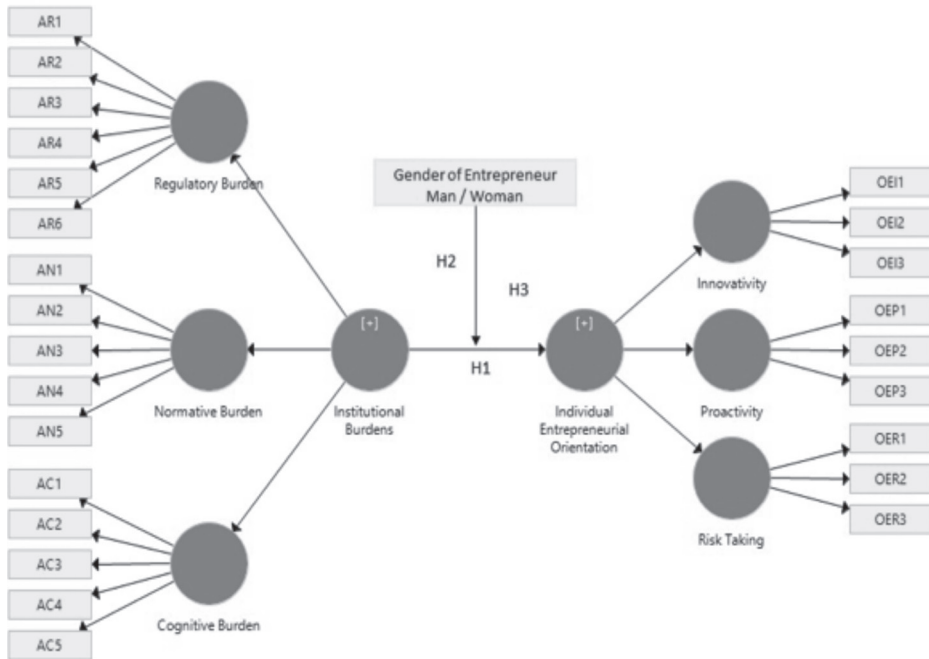 AR1
AR2
AR3
AR4
AR5
AR6
Regulatory Burden
AN1
AN2
AN3
AN4
AN5
Normative Burden
AC1
AC2
AC3
AC4
AC5
Cognitive Burden
[+]
Institutional
Burdens
Gender of Entrepreneur
Man / Woman
H2
H3
H1
[+]
Individual
Entrepreneurial
Orientation
Innovativity
OEI1
OEI2
OEI3
Proactivity
OEP1
OEP2
OEP3
Risk Taking
OER1
OER2
OER3